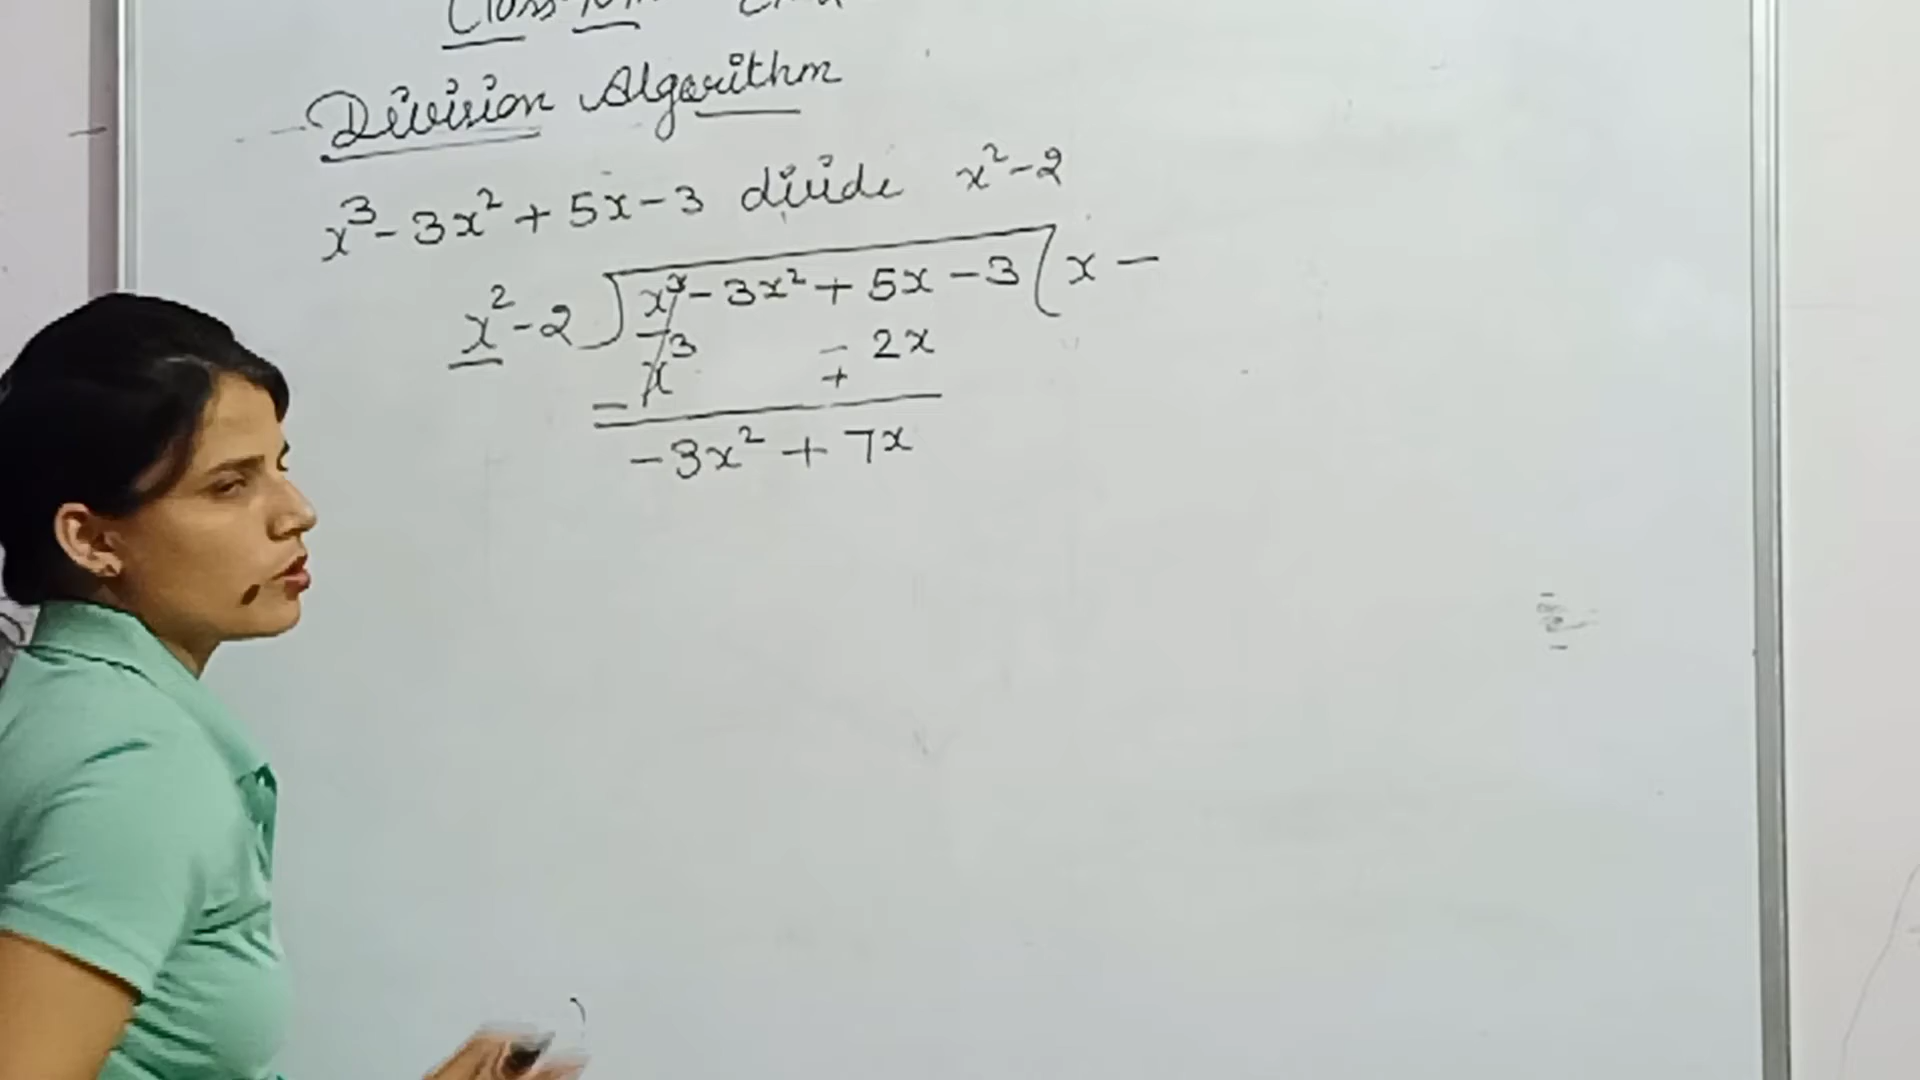 Division Algorithm
x³ - 3x² + 5x - 3 divide x² - 2
x² - 2 ) x³ - 3x² + 5x - 3 ( x -
x³ - 2x
- +
-3x² + 7x